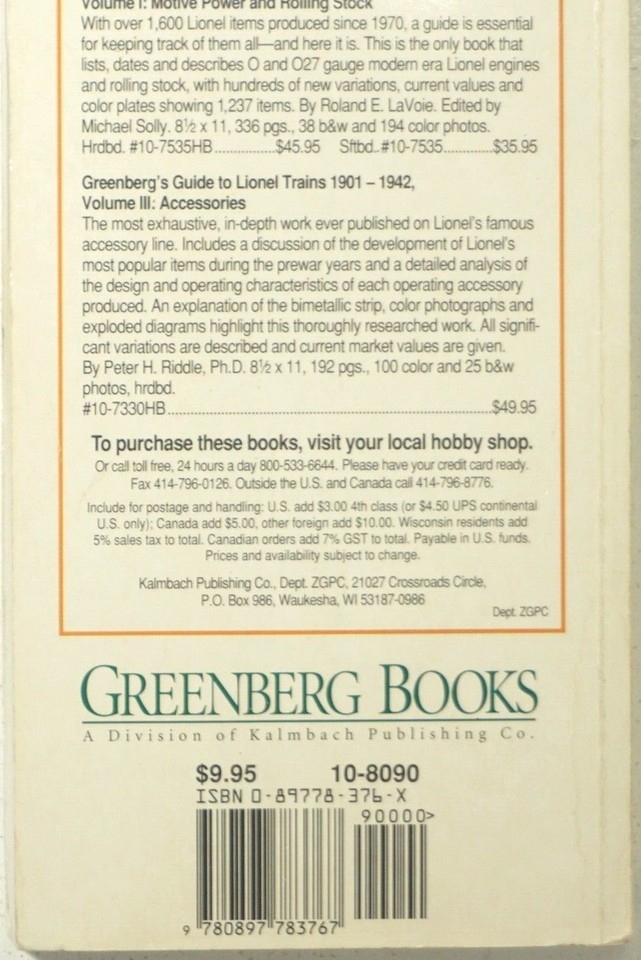 Volume I: Motive Power and Rolling Stock
With over 1,600 Lionel items produced since 1970, a guide is essential
for keeping track of them all—and here it is. This is the only book that
lists, dates and describes O and O27 gauge modern era Lionel engines
and rolling stock, with hundreds of new variations, current values and
color plates showing 1,237 items. By Roland E. LaVoie. Edited by
Michael Solly. 8½ x 11, 336 pgs., 38 b&w and 194 color photos.
Hrdbd. #10-7535HB...............$45.95 Sftbd..#10-7535............$35.95
Greenberg's Guide to Lionel Trains 1901 – 1942,
Volume III: Accessories
The most exhaustive, in-depth work ever published on Lionel's famous
accessory line. Includes a discussion of the development of Lionel's
most popular items during the prewar years and a detailed analysis of
the design and operating characteristics of each operating accessory
produced. An explanation of the bimetallic strip, color photographs and
exploded diagrams highlight this thoroughly researched work. All signifi-
cant variations are described and current market values are given.
By Peter H. Riddle, Ph.D. 8½ x 11, 192 pgs., 100 color and 25 b&w
photos, hrdbd.
#10-7330HB................................................................................$49.95
To purchase these books, visit your local hobby shop.
Or call toll free, 24 hours a day 800-533-6644. Please have your credit card ready.
Fax 414-796-0126. Outside the U.S. and Canada call 414-796-8776.
Include for postage and handling: U.S. add $3.00 4th class (or $4.50 UPS continental
U.S. only); Canada add $5.00, other foreign add $10.00. Wisconsin residents add
5% sales tax to total. Canadian orders add 7% GST to total. Payable in U.S. funds.
Prices and availability subject to change.
Kalmbach Publishing Co., Dept. ZGPC, 21027 Crossroads Circle,
P.O. Box 986, Waukesha, WI 53187-0986
Dept. ZGPC
GREENBERG BOOKS
A Division of Kalmbach Publishing Co.
$9.95 10-8090
ISBN 0-89778-376-X
90000>
9 780897 783767